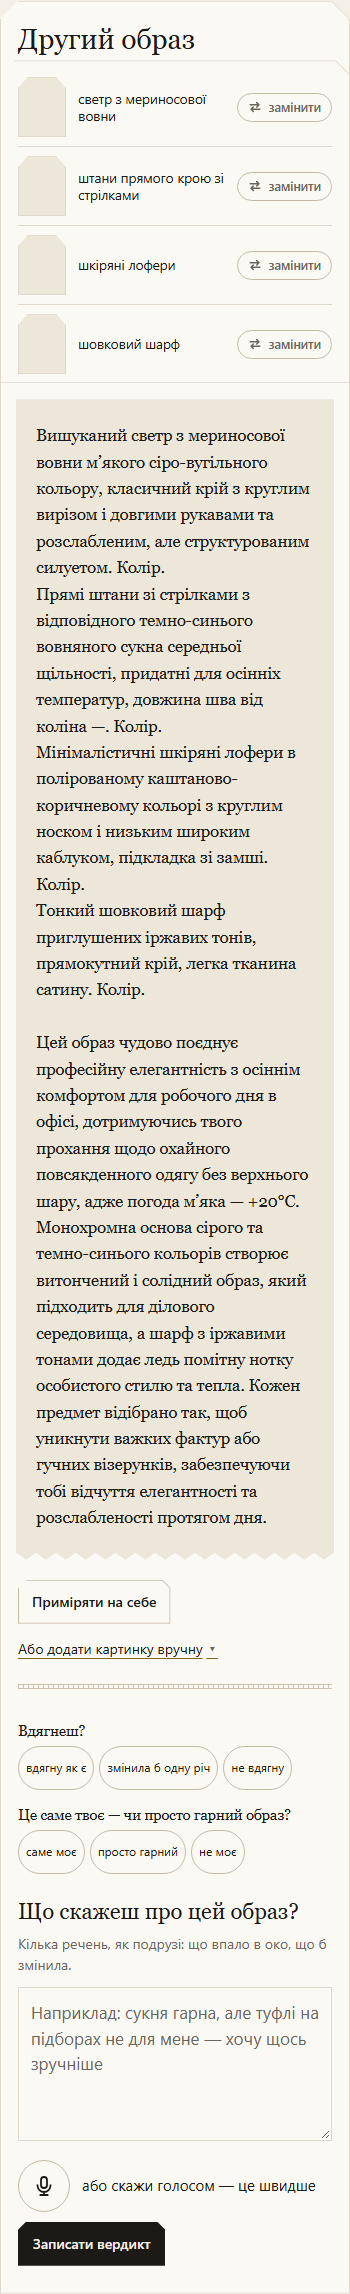 Другий образ
светр з мериносової
вовни
замінити
штани прямого крою зі
стрілками
замінити
шкіряні лофери
замінити
шовковий шарф
замінити
Вишуканий светр з мериносової
вовни м’якого сіро-вугільного
кольору, класичний крій з круглим
вирізом і довгими рукавами та
розслабленим, але структурованим
силуетом. Колір.
Прямі штани зі стрілками з
відповідного темно-синього
вовняного сукна середньої
щільності, придатні для осінніх
температур, довжина шва від
коліна —. Колір.
Мінімалістичні шкіряні лофери в
полірованому каштаново-
коричневому кольорі з круглим
носком і низьким широким
каблуком, підкладка зі замші.
Колір.
Тонкий шовковий шарф
приглушених іржавих тонів,
прямокутний крій, легка тканина
сатину. Колір.
Цей образ чудово поєднує
професійну елегантність з осіннім
комфортом для робочого дня в
офісі, дотримуючись твого
прохання щодо охайного
повсякденного одягу без верхнього
шару, адже погода м’яка — +20°C.
Монохромна основа сірого та
темно-синього кольорів створює
витончений і солідний образ, який
підходить для ділового
середовища, а шарф з іржавими
тонами додає ледь помітну нотку
особистого стилю та тепла. Кожен
предмет відібрано так, щоб
уникнути важких фактур або
гучних візерунків, забезпечуючи
тобі відчуття елегантності та
розслабленості протягом дня.
Приміряти на себе
Або додати картинку вручну
Вдягнеш?
вдягну як є
змінила б одну річ
не вдягну
Це саме твоє — чи просто гарний образ?
саме моє
просто гарний
не моє
Що скажеш про цей образ?
Кілька речень, як подрузі: що впало в око, що б
змінила.
Наприклад: сукня гарна, але туфлі на
підборах не для мене — хочу щось
зручніше
або скажи голосом — це швидше
Записати вердикт